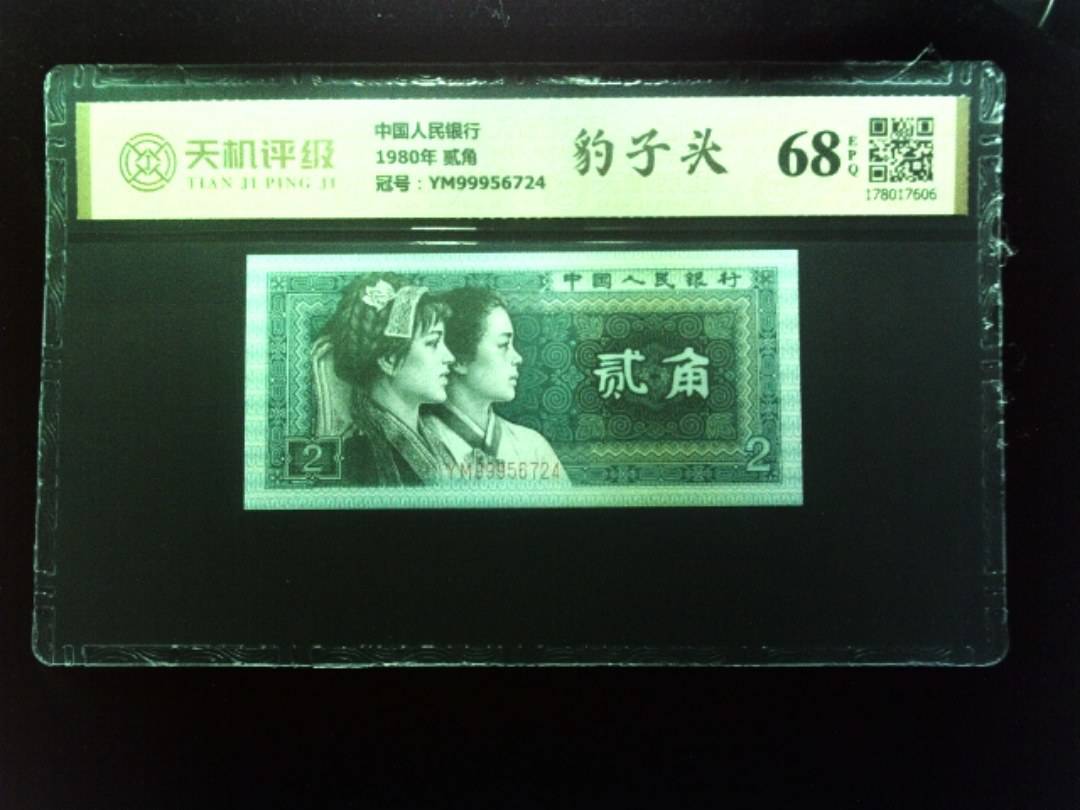 天机评级
TIAN JI PING JI
中国人民银行
1980年 贰角
冠号：YM99956724
豹子头
68
EPQ
178017606
中国人民银行
贰角
2
2
YM99956724